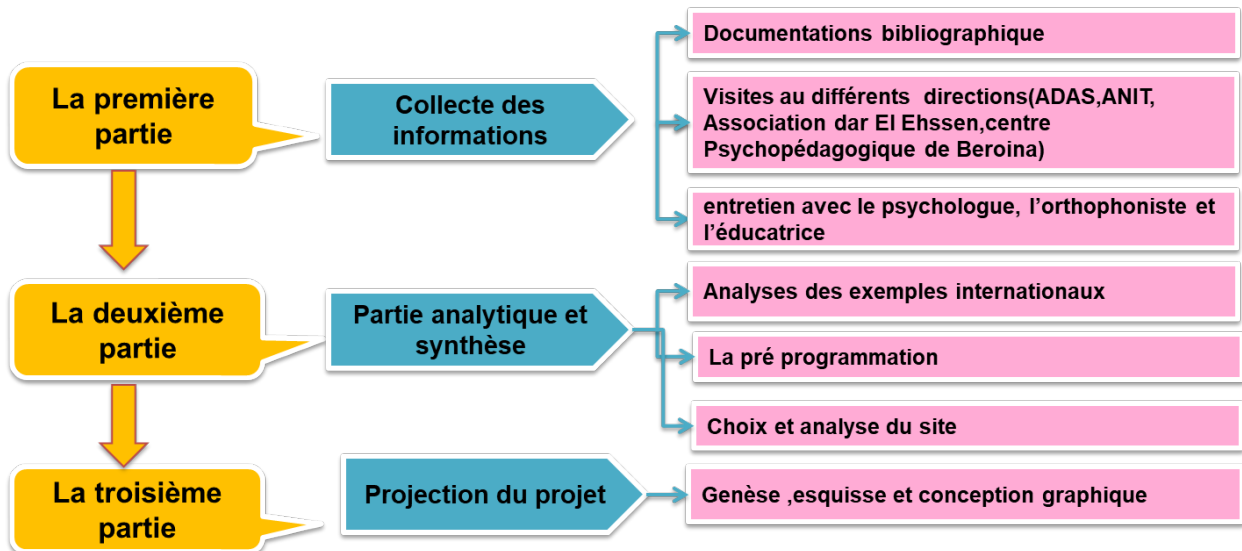 La première
partie
Collecte des
informations
Documentations bibliographique
Visites au différents directions(ADAS,ANIT,
Association dar El Ehssen,centre
Psychopédagogique de Beroina)
entretien avec le psychologue, l’orthophoniste et
l’éducatrice
La deuxième
partie
Partie analytique et
synthèse
Analyses des exemples internationaux
La pré programmation
Choix et analyse du site
La troisième
partie
Projection du projet
Genèse ,esquisse et conception graphique